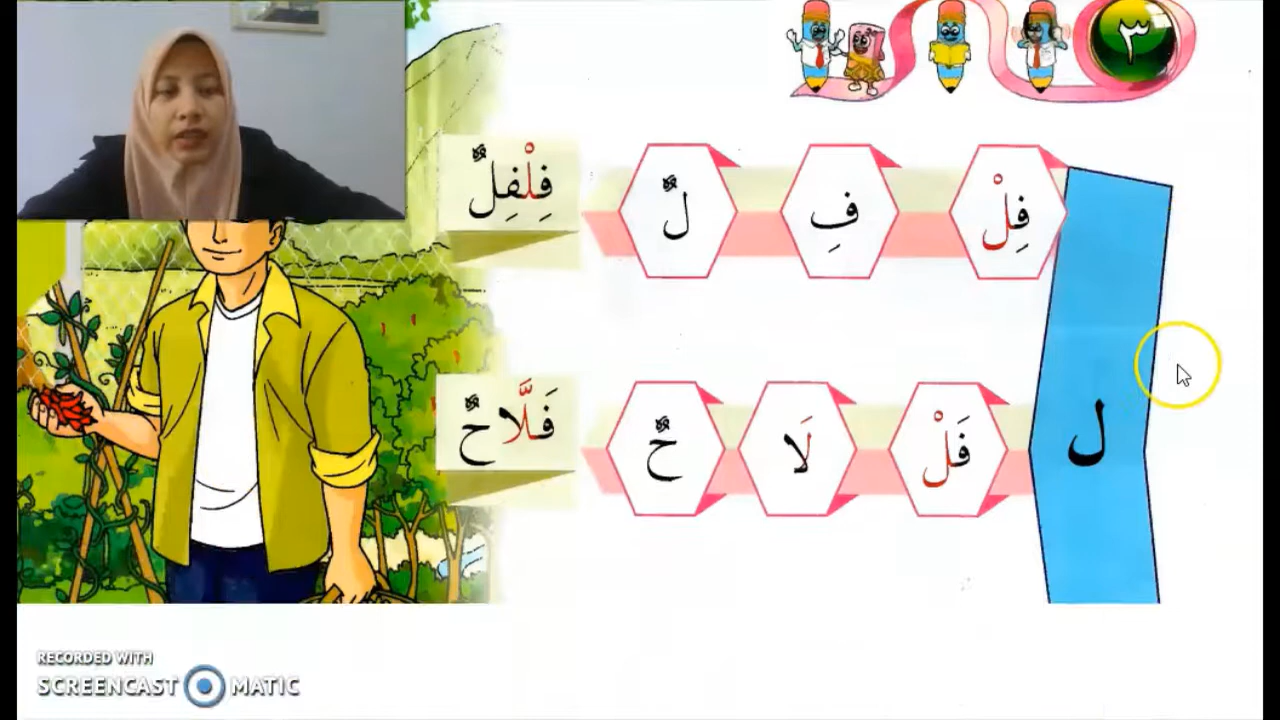 ٣
فِلْ فِ لٌ فِلْفِلٌ
ل
فَلْ لَا حٌ فَلَّاحٌ
RECORDED WITH
SCREENCAST MATIC